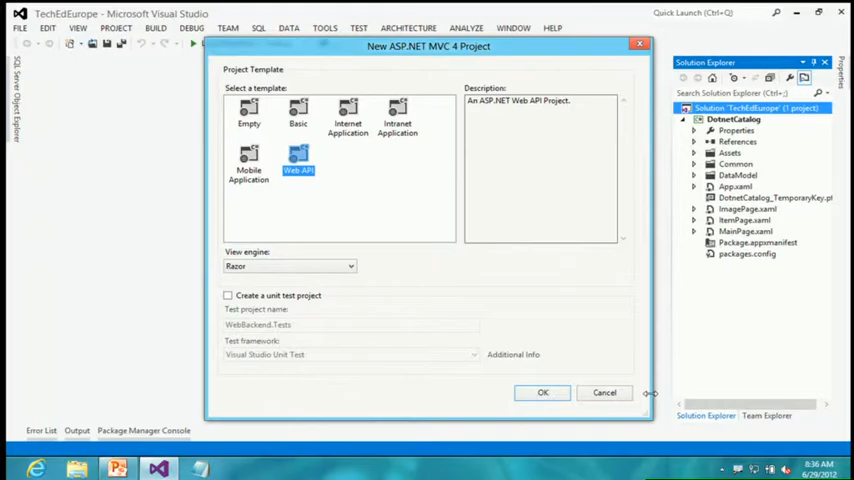 TechEdEurope - Microsoft Visual Studio
Quick Launch (Ctrl+Q)
FILE EDIT VIEW PROJECT BUILD DEBUG TEAM SQL DATA TOOLS TEST ARCHITECTURE ANALYZE WINDOW HELP
New ASP.NET MVC 4 Project
Project Template
Select a template:
Description:
Empty
Basic
Internet Application
Intranet Application
Mobile Application
Web API
An ASP.NET Web API Project.
View engine:
Razor
Create a unit test project
Test project name:
WebBackend.Tests
Test framework:
Visual Studio Unit Test
Additional Info
OK
Cancel
SQL Server Object Explorer
Solution Explorer
Search Solution Explorer (Ctrl+;)
Solution 'TechEdEurope' (1 project)
DotnetCatalog
Properties
References
Assets
Common
DataModel
App.xaml
DotnetCatalog_TemporaryKey.pf
ImagePage.xaml
ItemPage.xaml
MainPage.xaml
Package.appxmanifest
packages.config
Solution Explorer
Team Explorer
Properties
Error List
Output
Package Manager Console
8:36 AM
6/29/2012